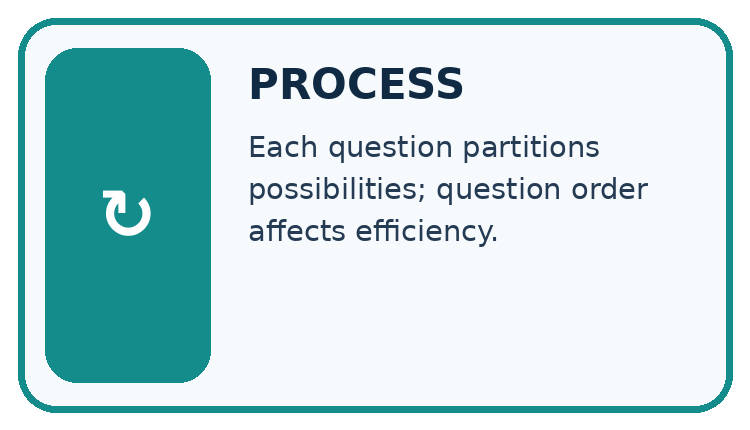 PROCESS
Each question partitions
possibilities; question order
affects efficiency.